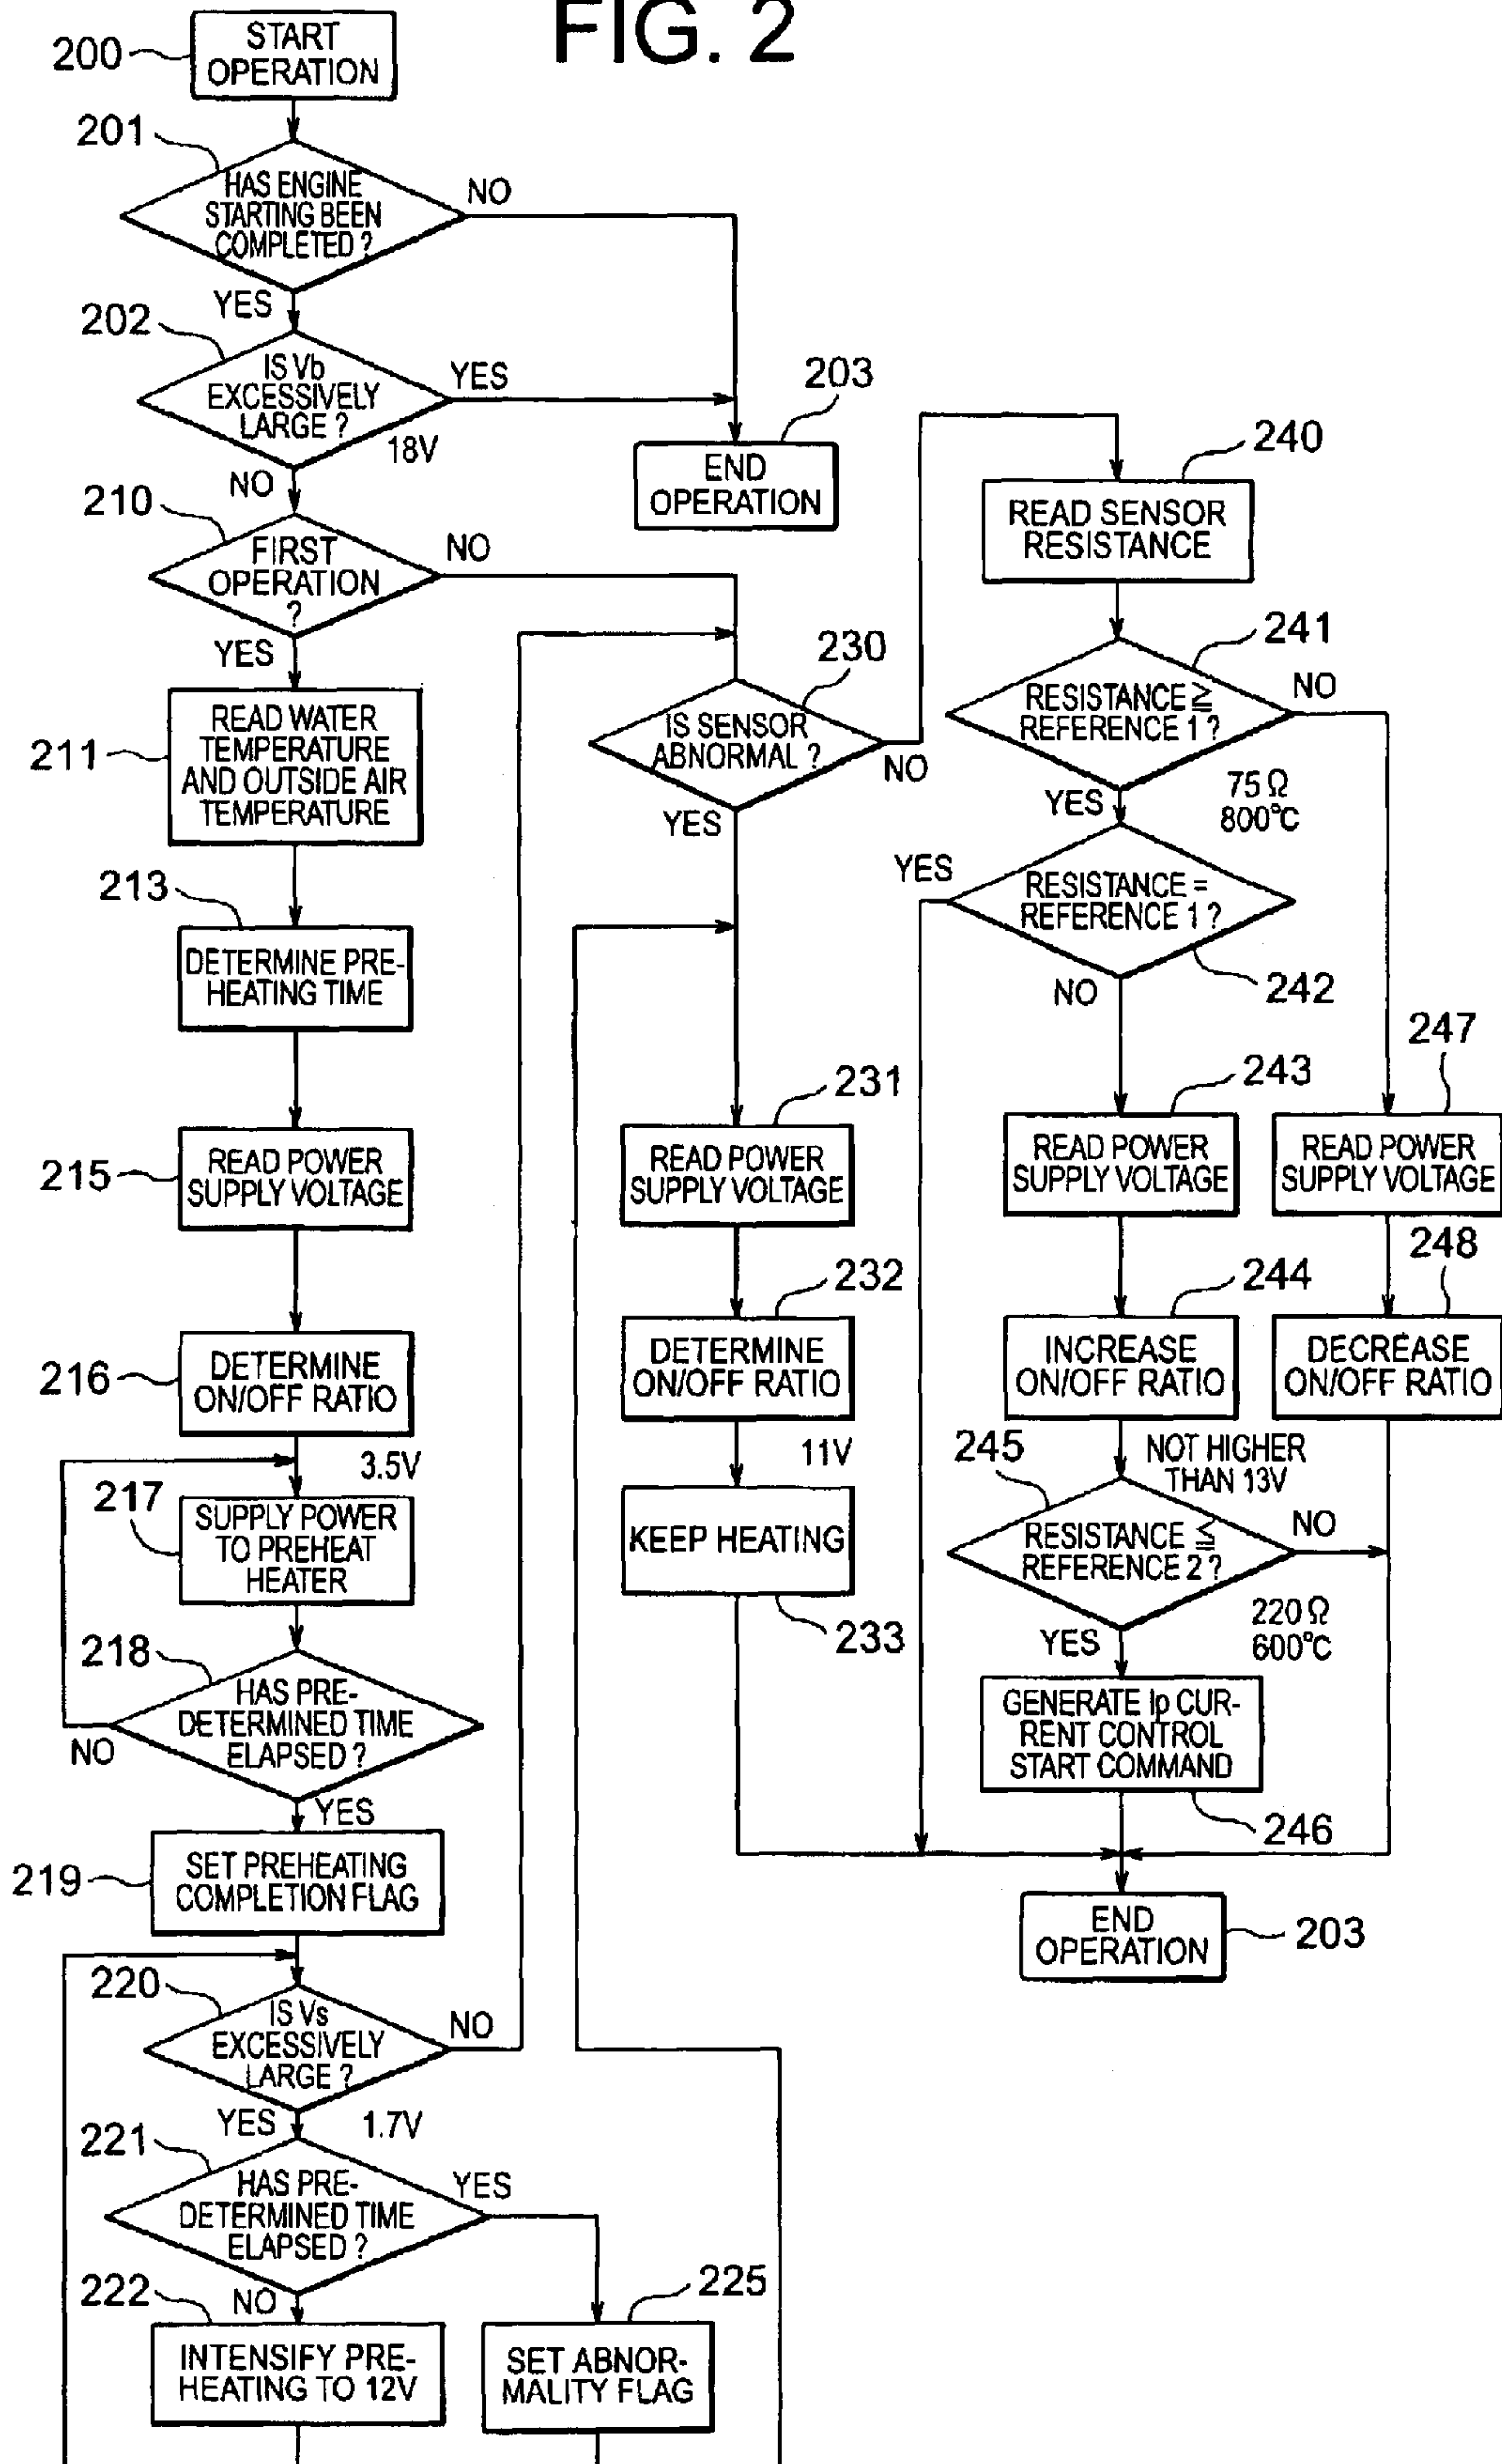 FIG. 2
200
START
OPERATION
201
HAS ENGINE
STARTING BEEN
COMPLETED ?
NO
YES
202
IS Vb
EXCESSIVELY
LARGE ?
YES
18V
NO
203
END
OPERATION
210
FIRST
OPERATION
?
NO
YES
211
READ WATER
TEMPERATURE
AND OUTSIDE AIR
TEMPERATURE
213
DETERMINE PRE-
HEATING TIME
215
READ POWER
SUPPLY VOLTAGE
216
DETERMINE
ON/OFF RATIO
3.5V
217
SUPPLY POWER
TO PREHEAT
HEATER
218
HAS PRE-
DETERMINED TIME
ELAPSED ?
NO
YES
219
SET PREHEATING
COMPLETION FLAG
220
IS Vs
EXCESSIVELY
LARGE ?
NO
YES
1.7V
221
HAS PRE-
DETERMINED TIME
ELAPSED ?
YES
NO
222
INTENSIFY PRE-
HEATING TO 12V
225
SET ABNOR-
MALITY FLAG
230
IS SENSOR
ABNORMAL ?
NO
YES
231
READ POWER
SUPPLY VOLTAGE
232
DETERMINE
ON/OFF RATIO
11V
KEEP HEATING
233
240
READ SENSOR
RESISTANCE
241
RESISTANCE ≧
REFERENCE 1 ?
NO
YES
75 Ω
800°C
YES
RESISTANCE =
REFERENCE 1 ?
242
NO
243
READ POWER
SUPPLY VOLTAGE
247
READ POWER
SUPPLY VOLTAGE
244
INCREASE
ON/OFF RATIO
248
DECREASE
ON/OFF RATIO
245
NOT HIGHER
THAN 13V
RESISTANCE ≦
REFERENCE 2 ?
NO
YES
220 Ω
600°C
GENERATE Ip CUR-
RENT CONTROL
START COMMAND
246
END
OPERATION
203